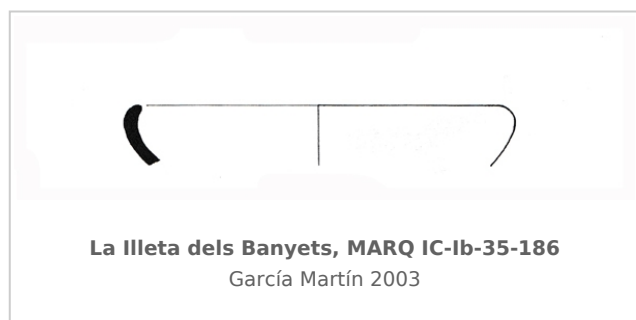 La Illeta dels Banyets, MARQ IC-Ib-35-186
García Martín 2003